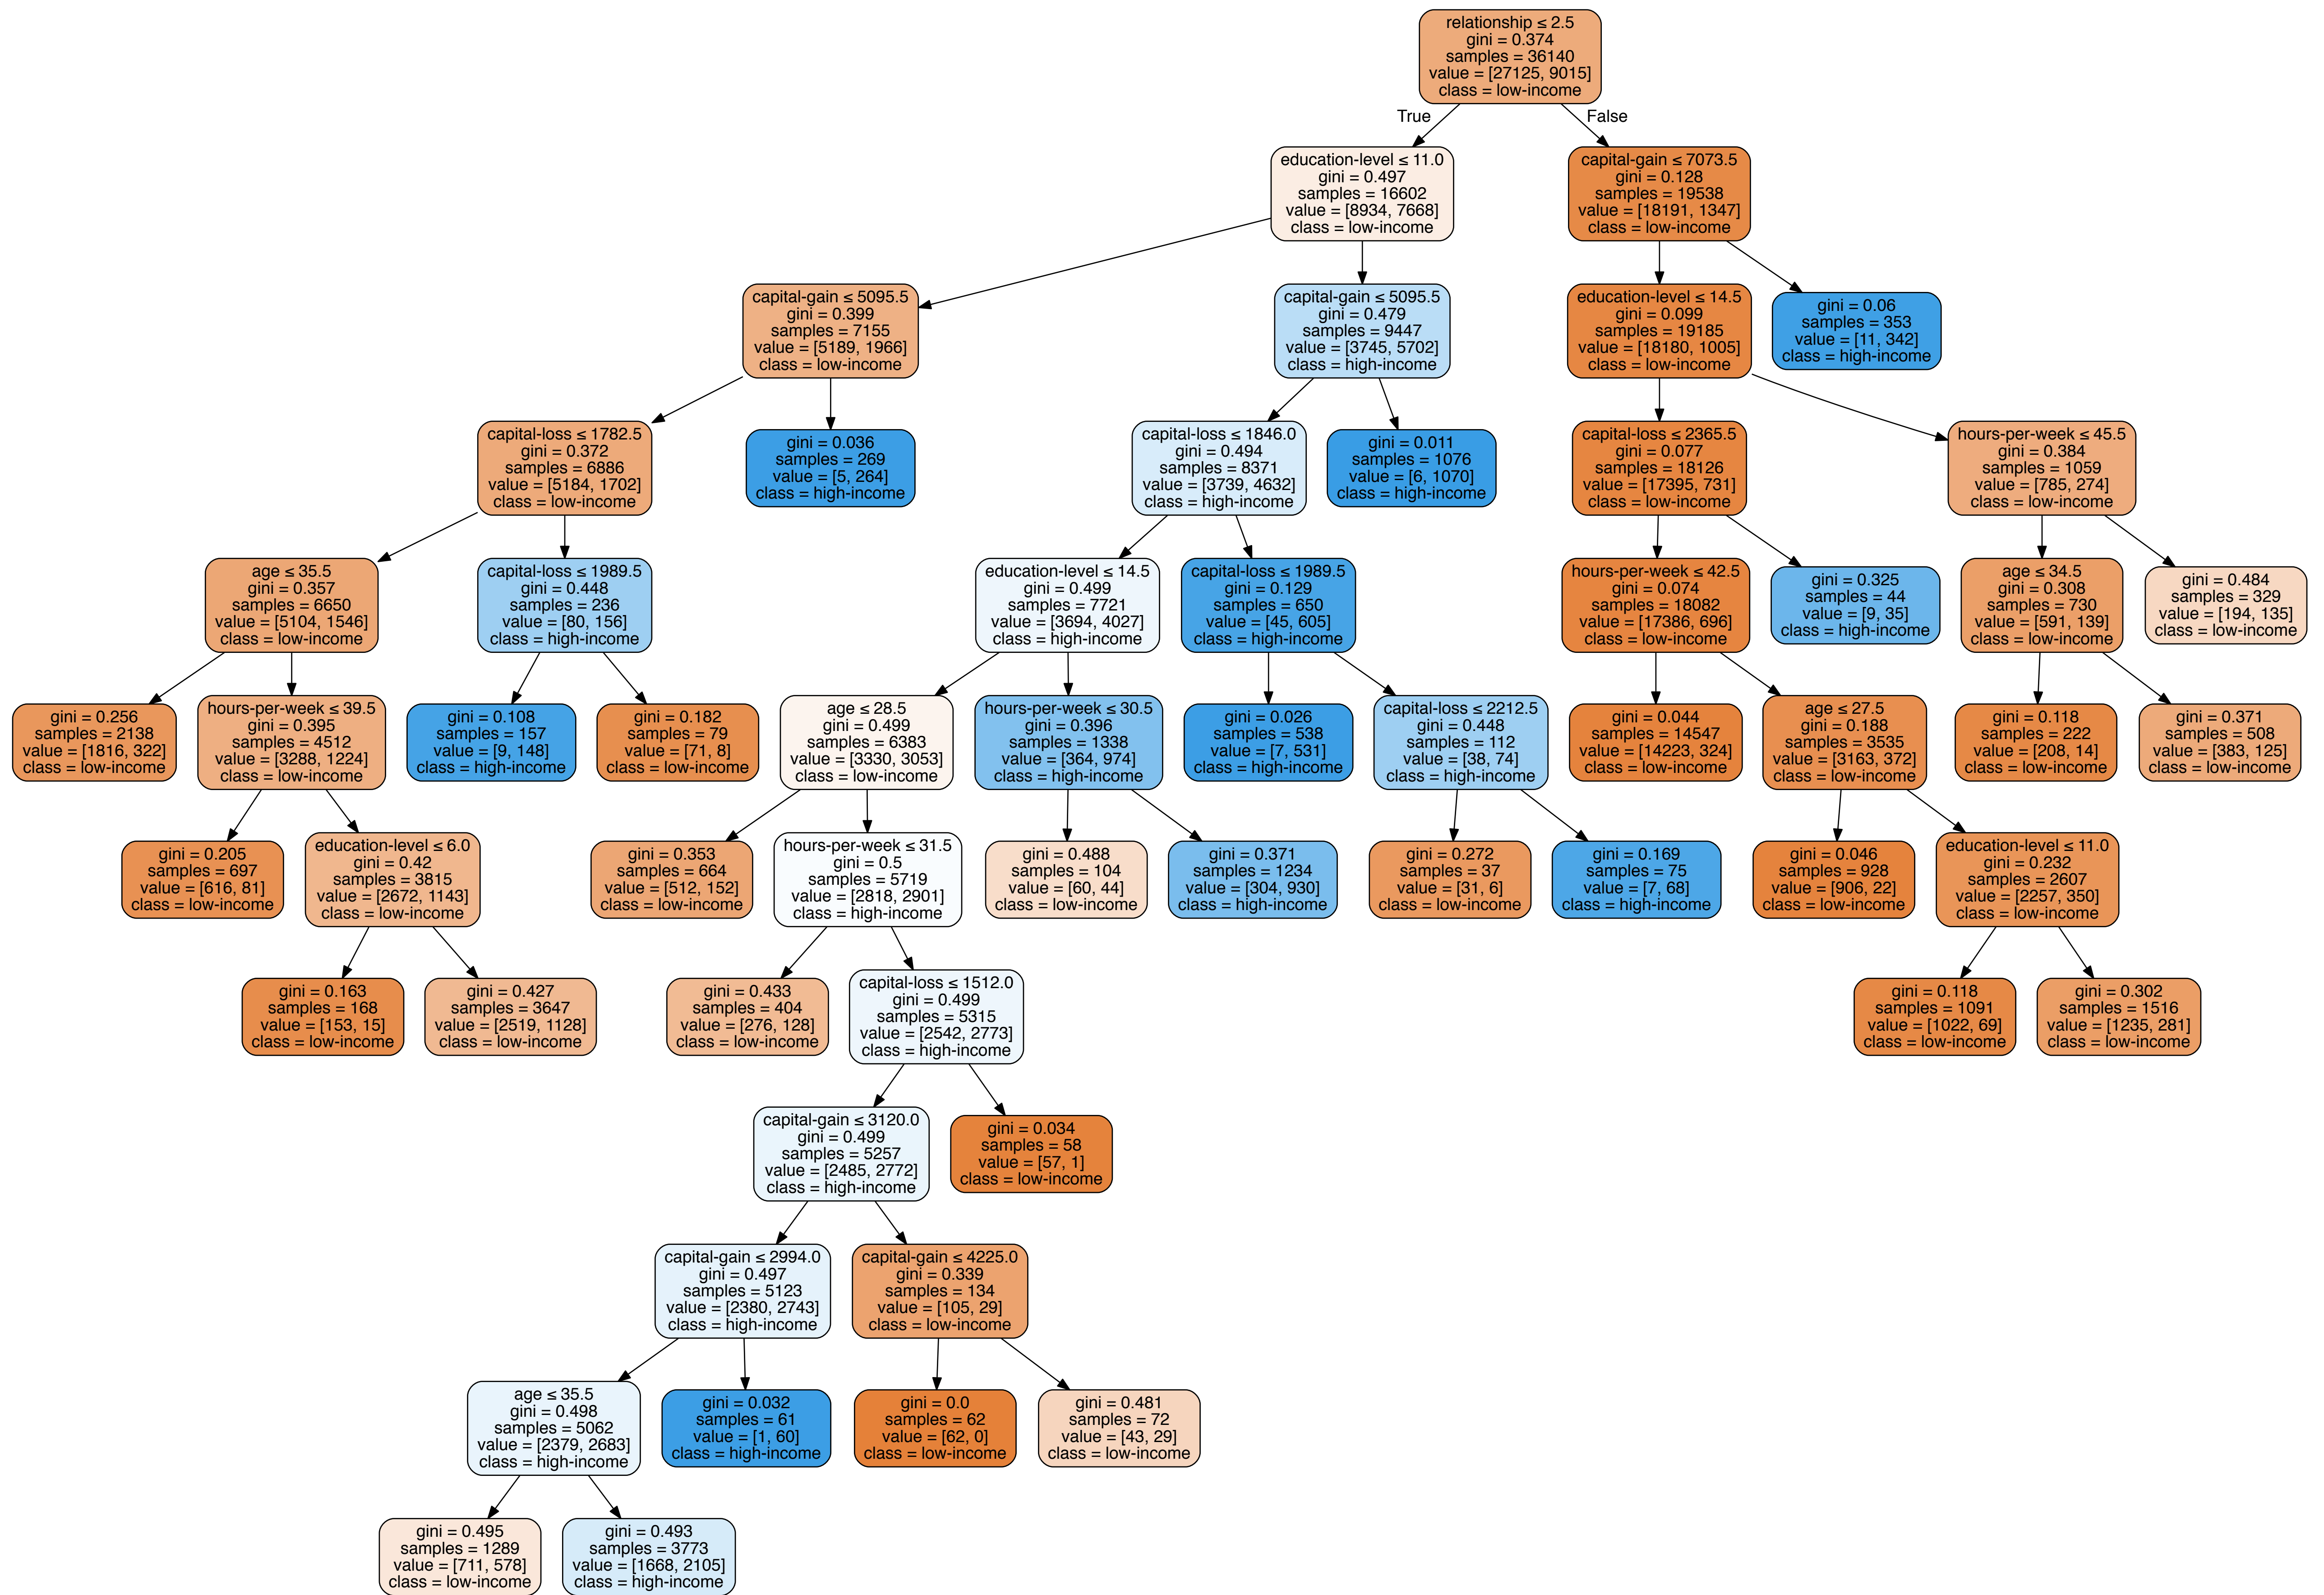 relationship ≤ 2.5
gini = 0.374
samples = 36140
value = [27125, 9015]
class = low-income
True
False
education-level ≤ 11.0
gini = 0.497
samples = 16602
value = [8934, 7668]
class = low-income
capital-gain ≤ 7073.5
gini = 0.128
samples = 19538
value = [18191, 1347]
class = low-income
capital-gain ≤ 5095.5
gini = 0.399
samples = 7155
value = [5189, 1966]
class = low-income
capital-gain ≤ 5095.5
gini = 0.479
samples = 9447
value = [3745, 5702]
class = high-income
education-level ≤ 14.5
gini = 0.099
samples = 19185
value = [18180, 1005]
class = low-income
gini = 0.06
samples = 353
value = [11, 342]
class = high-income
capital-loss ≤ 1782.5
gini = 0.372
samples = 6886
value = [5184, 1702]
class = low-income
gini = 0.036
samples = 269
value = [5, 264]
class = high-income
capital-loss ≤ 1846.0
gini = 0.494
samples = 8371
value = [3739, 4632]
class = high-income
gini = 0.011
samples = 1076
value = [6, 1070]
class = high-income
capital-loss ≤ 2365.5
gini = 0.077
samples = 18126
value = [17395, 731]
class = low-income
hours-per-week ≤ 45.5
gini = 0.384
samples = 1059
value = [785, 274]
class = low-income
age ≤ 35.5
gini = 0.357
samples = 6650
value = [5104, 1546]
class = low-income
capital-loss ≤ 1989.5
gini = 0.448
samples = 236
value = [80, 156]
class = high-income
education-level ≤ 14.5
gini = 0.499
samples = 7721
value = [3694, 4027]
class = high-income
capital-loss ≤ 1989.5
gini = 0.129
samples = 650
value = [45, 605]
class = high-income
hours-per-week ≤ 42.5
gini = 0.074
samples = 18082
value = [17386, 696]
class = low-income
gini = 0.325
samples = 44
value = [9, 35]
class = high-income
age ≤ 34.5
gini = 0.308
samples = 730
value = [591, 139]
class = low-income
gini = 0.484
samples = 329
value = [194, 135]
class = low-income
gini = 0.256
samples = 2138
value = [1816, 322]
class = low-income
hours-per-week ≤ 39.5
gini = 0.395
samples = 4512
value = [3288, 1224]
class = low-income
gini = 0.108
samples = 157
value = [9, 148]
class = high-income
gini = 0.182
samples = 79
value = [71, 8]
class = low-income
age ≤ 28.5
gini = 0.499
samples = 6383
value = [3330, 3053]
class = low-income
hours-per-week ≤ 30.5
gini = 0.396
samples = 1338
value = [364, 974]
class = high-income
gini = 0.026
samples = 538
value = [7, 531]
class = high-income
capital-loss ≤ 2212.5
gini = 0.448
samples = 112
value = [38, 74]
class = high-income
gini = 0.044
samples = 14547
value = [14223, 324]
class = low-income
age ≤ 27.5
gini = 0.188
samples = 3535
value = [3163, 372]
class = low-income
gini = 0.118
samples = 222
value = [208, 14]
class = low-income
gini = 0.371
samples = 508
value = [383, 125]
class = low-income
gini = 0.205
samples = 697
value = [616, 81]
class = low-income
education-level ≤ 6.0
gini = 0.42
samples = 3815
value = [2672, 1143]
class = low-income
gini = 0.353
samples = 664
value = [512, 152]
class = low-income
hours-per-week ≤ 31.5
gini = 0.5
samples = 5719
value = [2818, 2901]
class = high-income
gini = 0.488
samples = 104
value = [60, 44]
class = low-income
gini = 0.371
samples = 1234
value = [304, 930]
class = high-income
gini = 0.272
samples = 37
value = [31, 6]
class = low-income
gini = 0.169
samples = 75
value = [7, 68]
class = high-income
gini = 0.046
samples = 928
value = [906, 22]
class = low-income
education-level ≤ 11.0
gini = 0.232
samples = 2607
value = [2257, 350]
class = low-income
gini = 0.163
samples = 168
value = [153, 15]
class = low-income
gini = 0.427
samples = 3647
value = [2519, 1128]
class = low-income
gini = 0.433
samples = 404
value = [276, 128]
class = low-income
capital-loss ≤ 1512.0
gini = 0.499
samples = 5315
value = [2542, 2773]
class = high-income
gini = 0.118
samples = 1091
value = [1022, 69]
class = low-income
gini = 0.302
samples = 1516
value = [1235, 281]
class = low-income
capital-gain ≤ 3120.0
gini = 0.499
samples = 5257
value = [2485, 2772]
class = high-income
gini = 0.034
samples = 58
value = [57, 1]
class = low-income
capital-gain ≤ 2994.0
gini = 0.497
samples = 5123
value = [2380, 2743]
class = high-income
capital-gain ≤ 4225.0
gini = 0.339
samples = 134
value = [105, 29]
class = low-income
age ≤ 35.5
gini = 0.498
samples = 5062
value = [2379, 2683]
class = high-income
gini = 0.032
samples = 61
value = [1, 60]
class = high-income
gini = 0.0
samples = 62
value = [62, 0]
class = low-income
gini = 0.481
samples = 72
value = [43, 29]
class = low-income
gini = 0.495
samples = 1289
value = [711, 578]
class = low-income
gini = 0.493
samples = 3773
value = [1668, 2105]
class = high-income